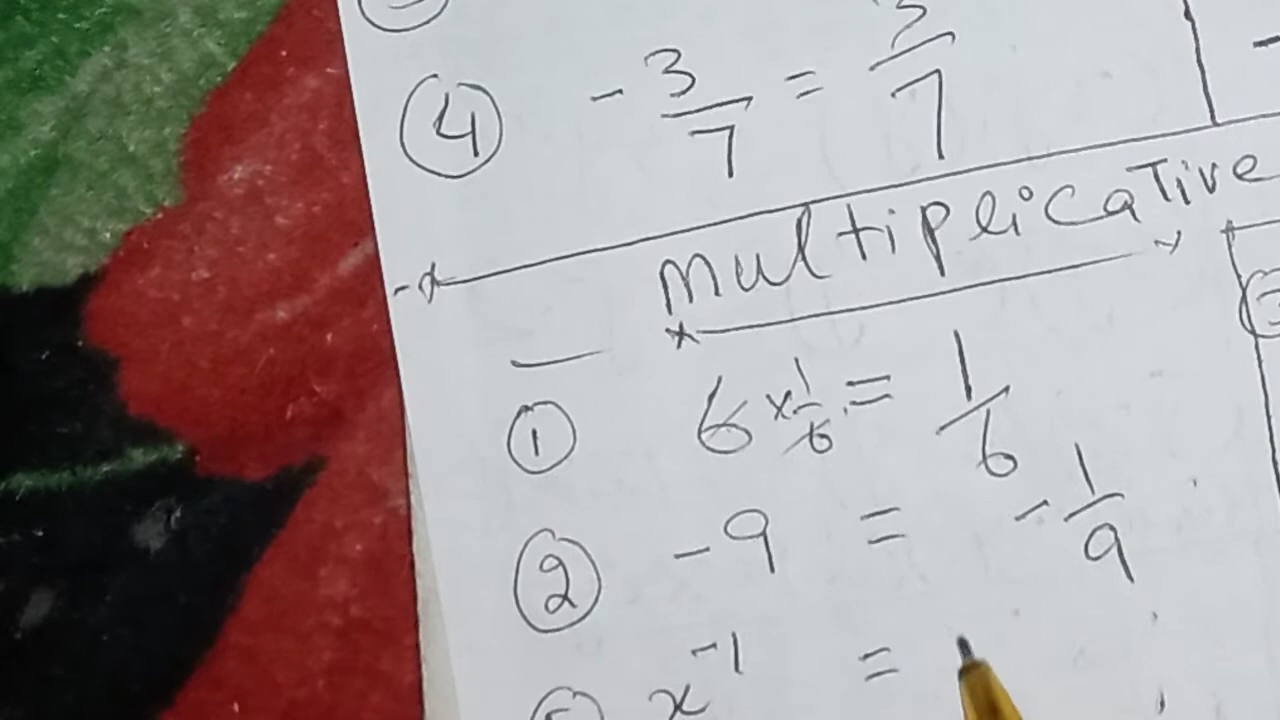 ④ -3/7 = 3/7
Multiplicative
① 6 × 1/6 = 1/6
② -9 = -1/9
x⁻¹ =